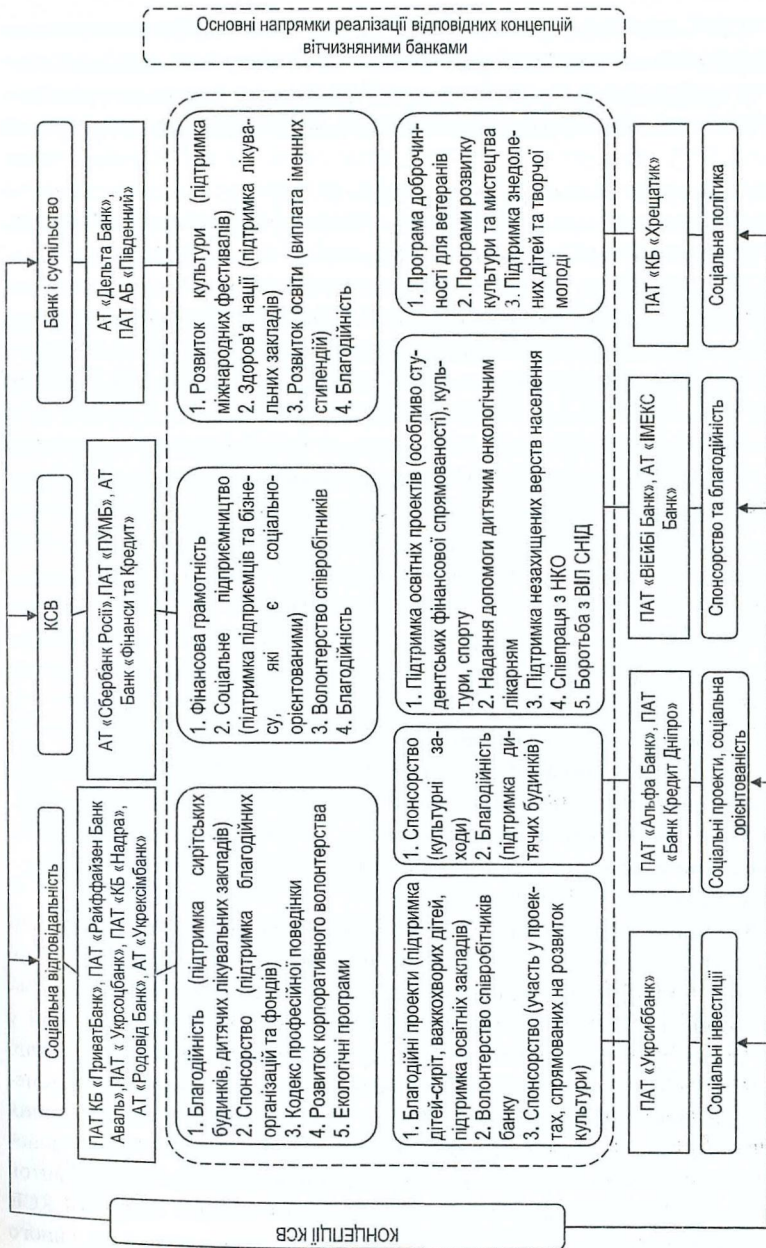 КОНЦЕПЦІЇ КСВ
Соціальна відповідальність
ПАТ КБ «ПриватБанк», ПАТ «Райффайзен Банк
Аваль»,ПАТ « Укрсоцбанк», ПАТ «КБ «Надра»,
АТ «Родовід Банк», АТ «Укрексімбанк»
КСВ
АТ «Сбербанк Росії»,ПАТ «ПУМБ», АТ
Банк «Фінанси та Кредит»
Банк і суспільство
АТ «Дельта Банк»,
ПАТ АБ «Південний»
1. Благодійність (підтримка сирітських
будинків, дитячих лікувальних закладів)
2. Спонсорство (підтримка благодійних
організацій та фондів)
3. Кодекс професійної поведінки
4. Розвиток корпоративного волонтерства
5. Екологічні програми
1. Фінансова грамотність
2. Соціальне підприємництво
(підтримка підприємців та бізне-
су, які є соціально-
орієнтованими)
3. Волонтерство співробітників
4. Благодійність
1. Розвиток культури (підтримка
міжнародних фестивалів)
2. Здоров'я нації (підтримка лікува-
льних закладів)
3. Розвиток освіти (виплата іменних
стипендій)
4. Благодійність
1. Благодійні проекти (підтримка
дітей-сиріт, важкохворих дітей,
підтримка освітніх закладів)
2. Волонтерство співробітників
банку
3. Спонсорство (участь у проек-
тах, спрямованих на розвиток
культури)
1. Спонсорство
(культурні за-
ходи)
2. Благодійність
(підтримка ди-
тячих будинків)
1. Підтримка освітніх проектів (особливо сту-
дентських фінансової спрямованості), куль-
тури, спорту
2. Надання допомоги дитячим онкологічним
лікарням
3. Підтримка незахищених верств населення
4. Співпраця з НКО
5. Боротьба з ВІЛ СНІД
1. Програма доброчин-
ності для ветеранів
2. Програми розвитку
культури та мистецтва
3. Підтримка знедоле-
них дітей та творчої
молоді
ПАТ «Укрсиббанк»
Соціальні інвестиції
ПАТ «Альфа Банк», ПАТ
«Банк Кредит Дніпро»
Соціальні проекти, соціальна
орієнтованість
ПАТ «ВіЕйБі Банк», АТ «ІМЕКС
Банк»
Спонсорство та благодійність
ПАТ «КБ «Хрещатик»
Соціальна політика
Основні напрямки реалізації відповідних концепцій
вітчизняними банками